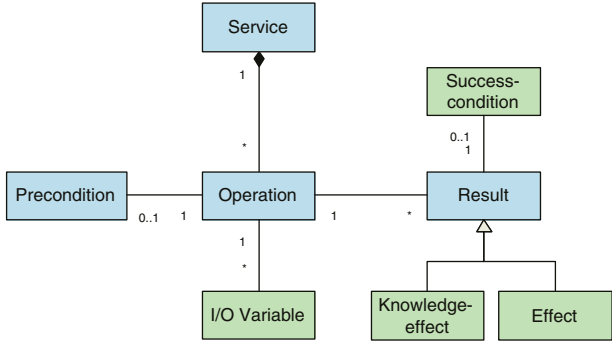 Service
1
Success-
condition
*
0..1
1
Precondition
Operation
Result
0..1
1
1
*
1
*
I/O Variable
Knowledge-
effect
Effect